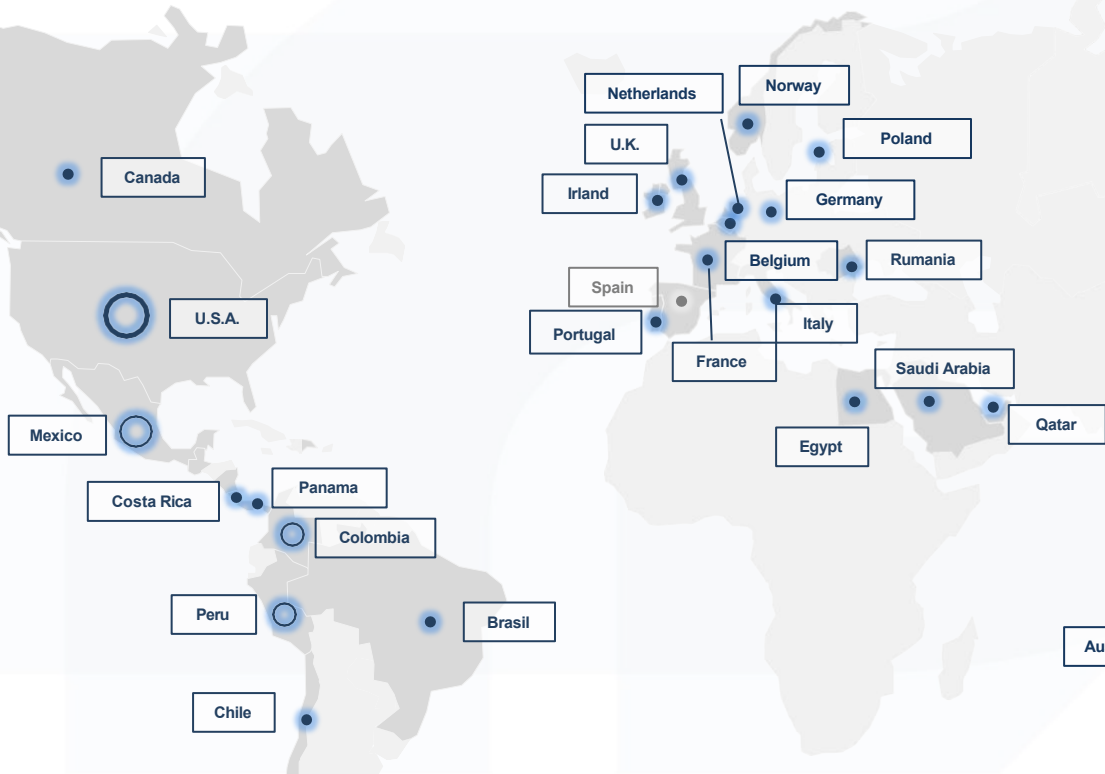 Norway
Netherlands
Poland
U.K.
Canada
Irland
Germany
Belgium
Rumania
Spain
U.S.A.
Italy
Portugal
France
Saudi Arabia
Mexico
Qatar
Egypt
Panama
Costa Rica
Colombia
Peru
Brasil
Au
Chile